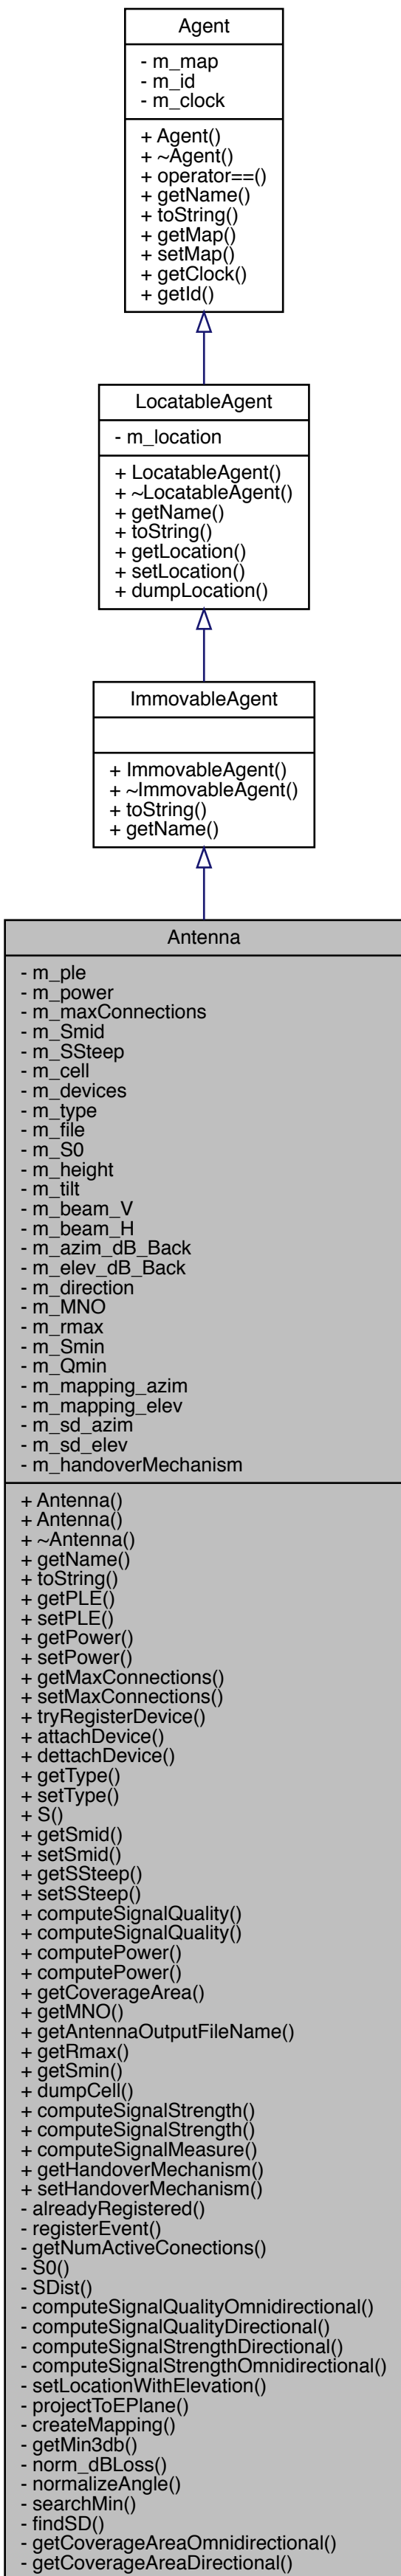 Agent
- m_map
- m_id
- m_clock
+ Agent()
+ ~Agent()
+ operator==()
+ getName()
+ toString()
+ getMap()
+ setMap()
+ getClock()
+ getId()
LocatableAgent
- m_location
+ LocatableAgent()
+ ~LocatableAgent()
+ getName()
+ toString()
+ getLocation()
+ setLocation()
+ dumpLocation()
ImmovableAgent
+ ImmovableAgent()
+ ~ImmovableAgent()
+ toString()
+ getName()
Antenna
- m_ple
- m_power
- m_maxConnections
- m_Smid
- m_SSteep
- m_cell
- m_devices
- m_type
- m_file
- m_S0
- m_height
- m_tilt
- m_beam_V
- m_beam_H
- m_azim_dB_Back
- m_elev_dB_Back
- m_direction
- m_MNO
- m_rmax
- m_Smin
- m_Qmin
- m_mapping_azim
- m_mapping_elev
- m_sd_azim
- m_sd_elev
- m_handoverMechanism
+ Antenna()
+ Antenna()
+ ~Antenna()
+ getName()
+ toString()
+ getPLE()
+ setPLE()
+ getPower()
+ setPower()
+ getMaxConnections()
+ setMaxConnections()
+ tryRegisterDevice()
+ attachDevice()
+ dettachDevice()
+ getType()
+ setType()
+ S()
+ getSmid()
+ setSmid()
+ getSSteep()
+ setSSteep()
+ computeSignalQuality()
+ computeSignalQuality()
+ computePower()
+ computePower()
+ getCoverageArea()
+ getMNO()
+ getAntennaOutputFileName()
+ getRmax()
+ getSmin()
+ dumpCell()
+ computeSignalStrength()
+ computeSignalStrength()
+ computeSignalMeasure()
+ getHandoverMechanism()
+ setHandoverMechanism()
- alreadyRegistered()
- registerEvent()
- getNumActiveConections()
- S0()
- SDist()
- computeSignalQualityOmnidirectional()
- computeSignalQualityDirectional()
- computeSignalStrengthDirectional()
- computeSignalStrengthOmnidirectional()
- setLocationWithElevation()
- projectToEPlane()
- createMapping()
- getMin3db()
- norm_dBLoss()
- normalizeAngle()
- searchMin()
- findSD()
- getCoverageAreaOmnidirectional()
- getCoverageAreaDirectional()